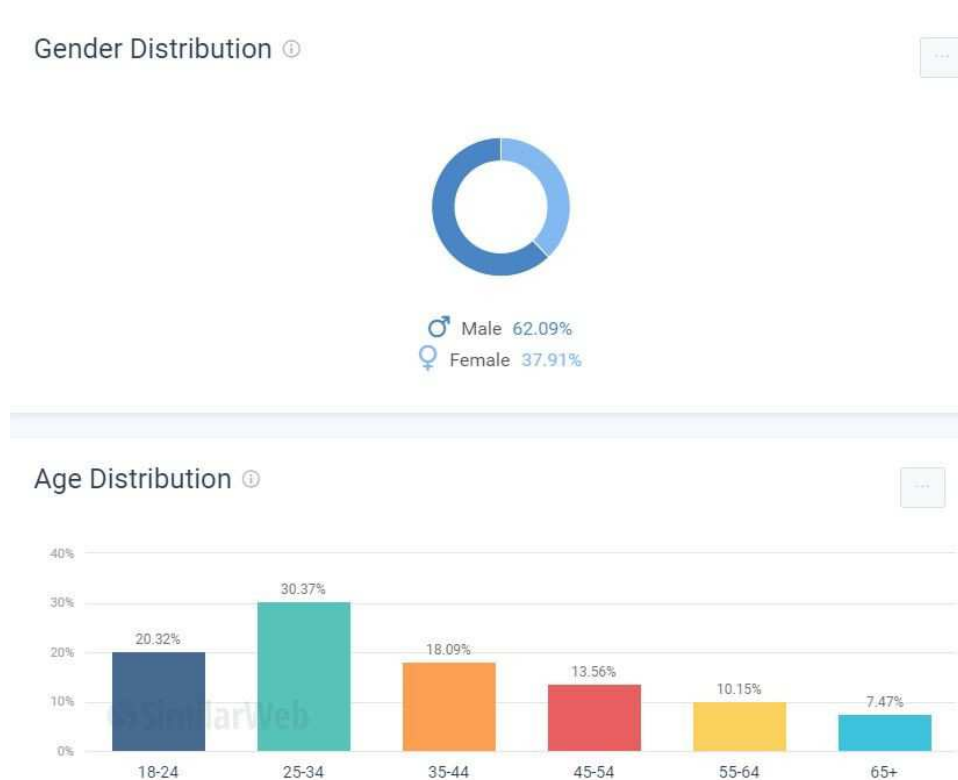 Gender Distribution
Male 62.09%
Female 37.91%
Age Distribution
40%
30%
20%
10%
0%
20.32%
30.37%
18.09%
13.56%
10.15%
7.47%
SimilarWeb
18-24 25-34 35-44 45-54 55-64 65+